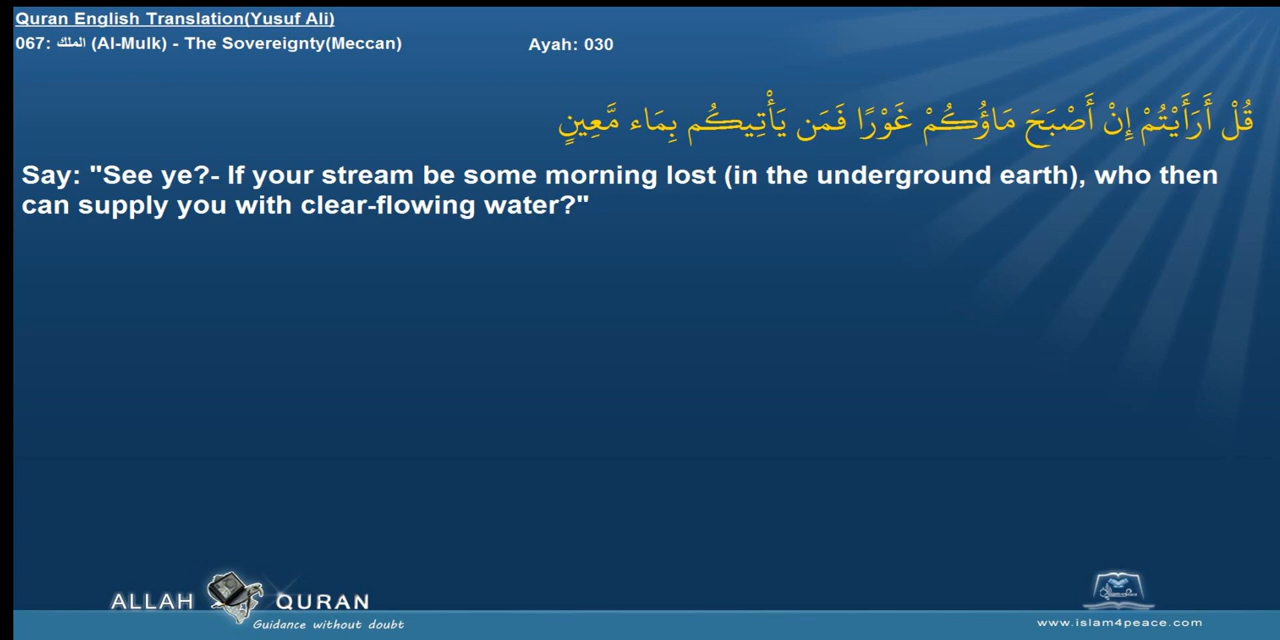 Quran English Translation(Yusuf Ali)
067: الملك (Al-Mulk) - The Sovereignty(Meccan) Ayah: 030
قُلْ أَرَأَيْتُمْ إِنْ أَصْبَحَ مَاؤُكُمْ غَوْرًا فَمَن يَأْتِيكُم بِمَاء مَّعِينٍ
Say: "See ye?- If your stream be some morning lost (in the underground earth), who then
can supply you with clear-flowing water?"
ALLAH QURAN
Guidance without doubt
www.islam4peace.com